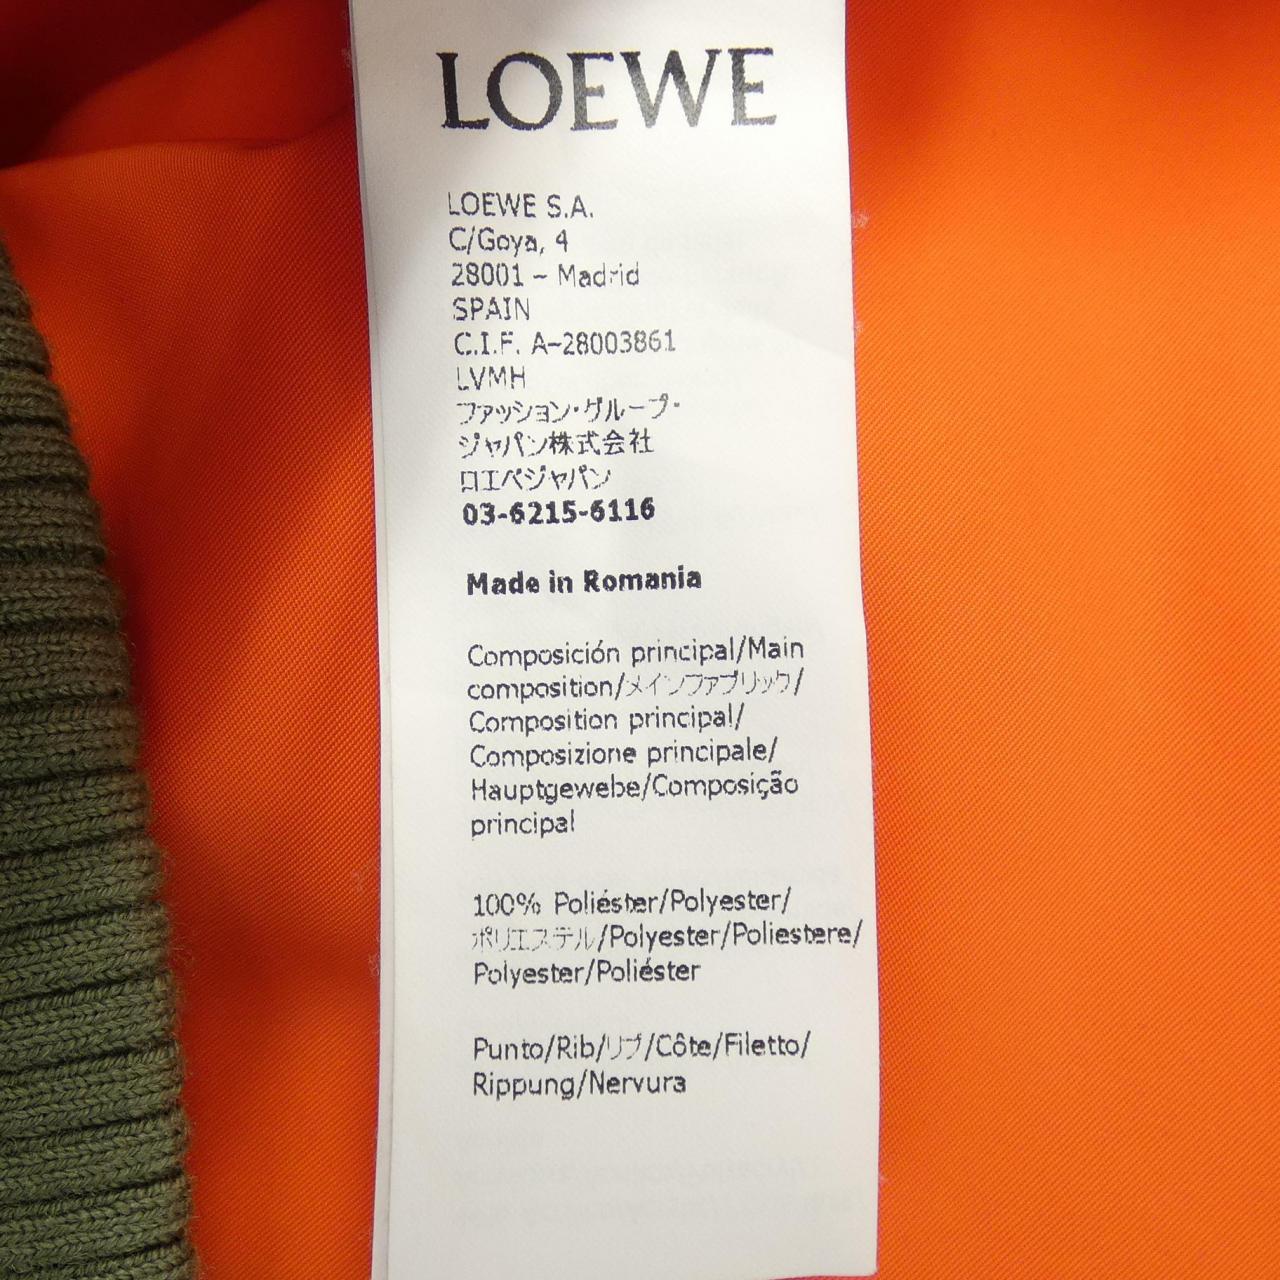 LOEWE
LOEWE S.A.
C/Goya, 4
28001 – Madrid
SPAIN
C.I.F. A-28003861
LVMH
ファッション・グループ・
ジャパン株式会社
ロエベジャパン
03-6215-6116
Made in Romania
Composición principal/Main
composition/メインファブリック/
Composition principal/
Composizione principale/
Hauptgewebe/Composição
principal
100% Poliéster/Polyester/
ポリエステル/Polyester/Poliestere/
Polyester/Poliéster
Punto/Rib/リブ/Côte/Filetto/
Rippung/Nervura